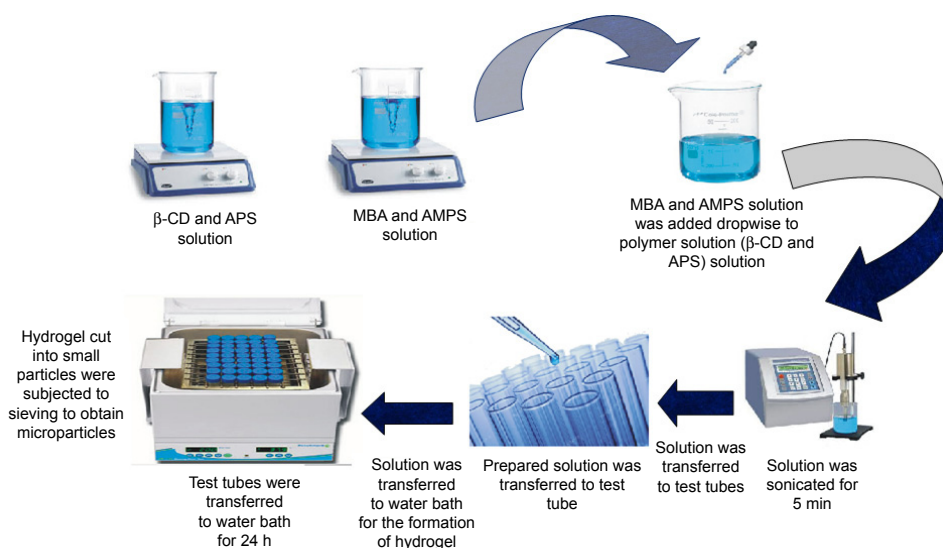 β-CD and APS
solution
MBA and AMPS
solution
MBA and AMPS solution
was added dropwise to
polymer solution (β-CD and
APS) solution
Solution was
sonicated for
5 min
Solution was
transferred
to test tubes
Prepared solution was
transferred to test
tube
Solution was
transferred
to water bath
for the formation
of hydrogel
Test tubes were
transferred
to water bath
for 24 h
Hydrogel cut
into small
particles were
subjected to
sieving to obtain
microparticles